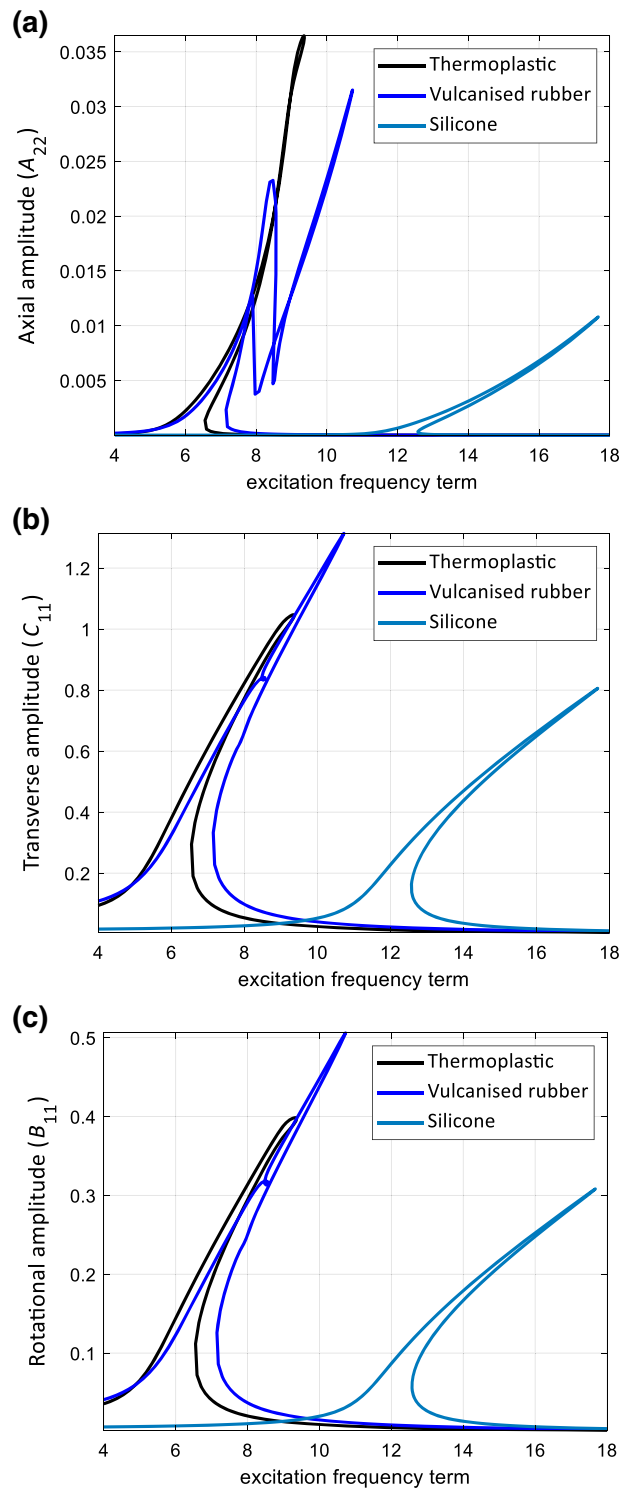 (a)
Axial amplitude (A22)
0.035
0.03
0.025
0.02
0.015
0.01
0.005
Thermoplastic
Vulcanised rubber
Silicone
4 6 8 10 12 14 16 18
excitation frequency term
(b)
Transverse amplitude (C11)
1.2
1
0.8
0.6
0.4
0.2
Thermoplastic
Vulcanised rubber
Silicone
4 6 8 10 12 14 16 18
excitation frequency term
(c)
Rotational amplitude (B11)
0.5
0.4
0.3
0.2
0.1
Thermoplastic
Vulcanised rubber
Silicone
4 6 8 10 12 14 16 18
excitation frequency term